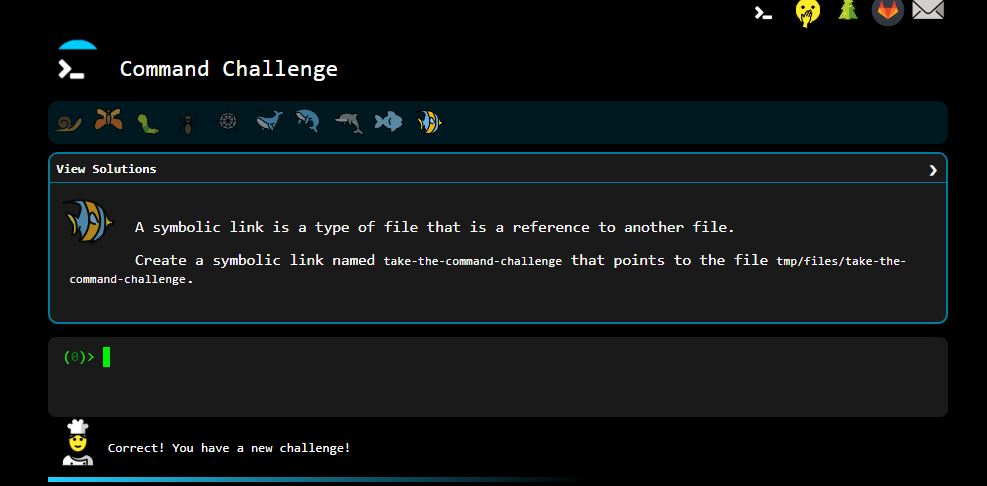 Command Challenge
View Solutions
A symbolic link is a type of file that is a reference to another file.
Create a symbolic link named take-the-command-challenge that points to the file tmp/files/take-the-
command-challenge.
(0)>
Correct! You have a new challenge!